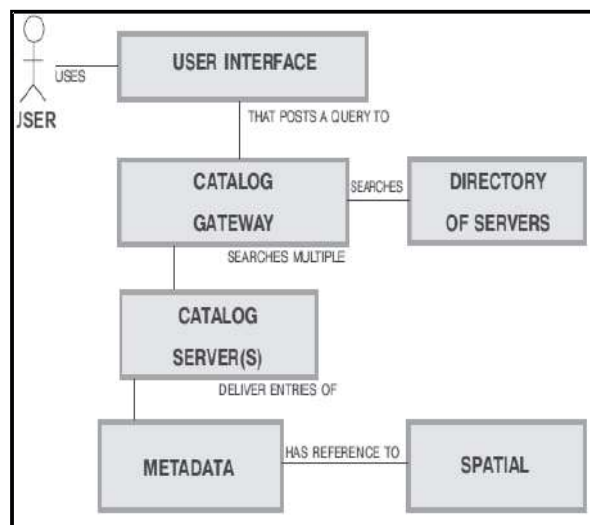 USER INTERFACE
USES
USER
THAT POSTS A QUERY TO
CATALOG
GATEWAY
SEARCHES
DIRECTORY
OF SERVERS
SEARCHES MULTIPLE
CATALOG
SERVER(S)
DELIVER ENTRIES OF
METADATA
HAS REFERENCE TO
SPATIAL